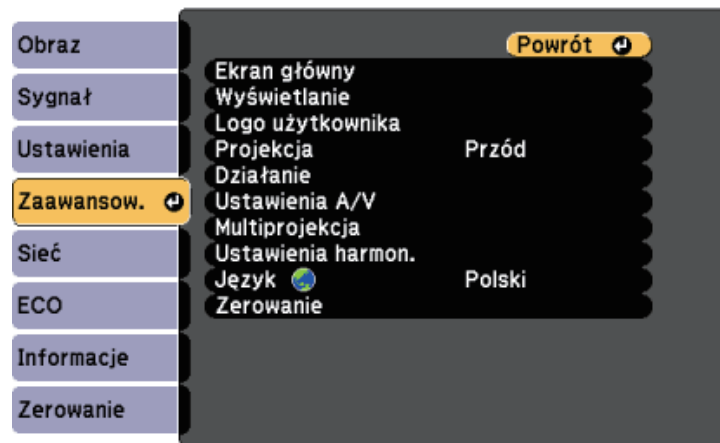 Obraz
Sygnał
Ustawienia
Zaawansow.
Sieć
ECO
Informacje
Zerowanie
Powrót
Ekran główny
Wyświetlanie
Logo użytkownika
Projekcja Przód
Działanie
Ustawienia A/V
Multiprojekcja
Ustawienia harmon.
Język Polski
Zerowanie